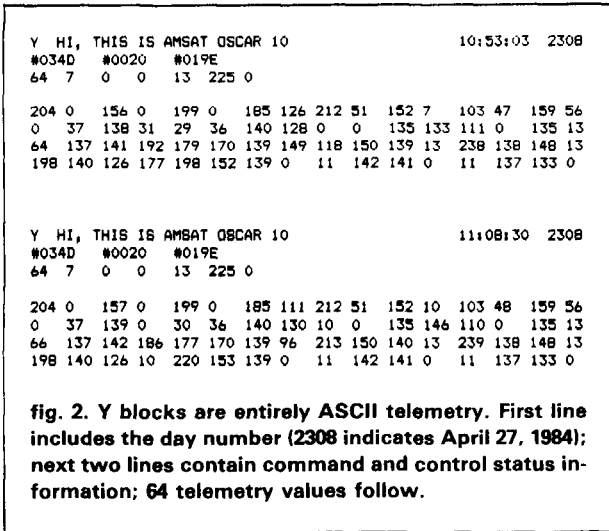 Y HI, THIS IS AMSAT OSCAR 10 10:53:03 2308
#034D #0020 #019E
64 7 0 0 13 225 0
204 0 156 0 199 0 185 126 212 51 152 7 103 47 159 56
0 37 138 31 29 36 140 128 0 0 135 133 111 0 135 13
64 137 141 192 179 170 139 149 118 150 139 13 238 138 148 13
198 140 126 177 198 152 139 0 11 142 141 0 11 137 133 0
Y HI, THIS IS AMSAT OSCAR 10 11:08:30 2308
#034D #0020 #019E
64 7 0 0 13 225 0
204 0 157 0 199 0 185 111 212 51 152 10 103 48 159 56
0 37 139 0 30 36 140 130 10 0 135 146 110 0 135 13
66 137 142 186 177 170 139 96 213 150 140 13 239 138 148 13
198 140 126 10 220 153 139 0 11 142 141 0 11 137 133 0
fig. 2. Y blocks are entirely ASCII telemetry. First line
includes the day number (2308 indicates April 27, 1984);
next two lines contain command and control status in-
formation; 64 telemetry values follow.